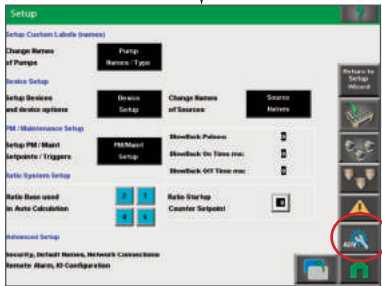 Setup
?
Setup Custom Labels (names)
Change Names
of Pumps
Pump
Names / Type
Return to
Setup
Wizard
Device Setup
Setup Devices
and device options
Device
Setup
Change Names
of Sources
Source
Names
PM / Maintenance Setup
Setup PM / Maint
Setpoints / Triggers
PM/Maint
Setup
BlowBack Pulses:
BlowBack On Time ms:
BlowBack Off Time ms:
Ratio System Setup
Ratio Base used
in Auto Calculation
Ratio Startup
Counter Setpoint
ADV
Advanced Setup
Security, Default Names, Network Connections
Remote Alarm, IO Configuration